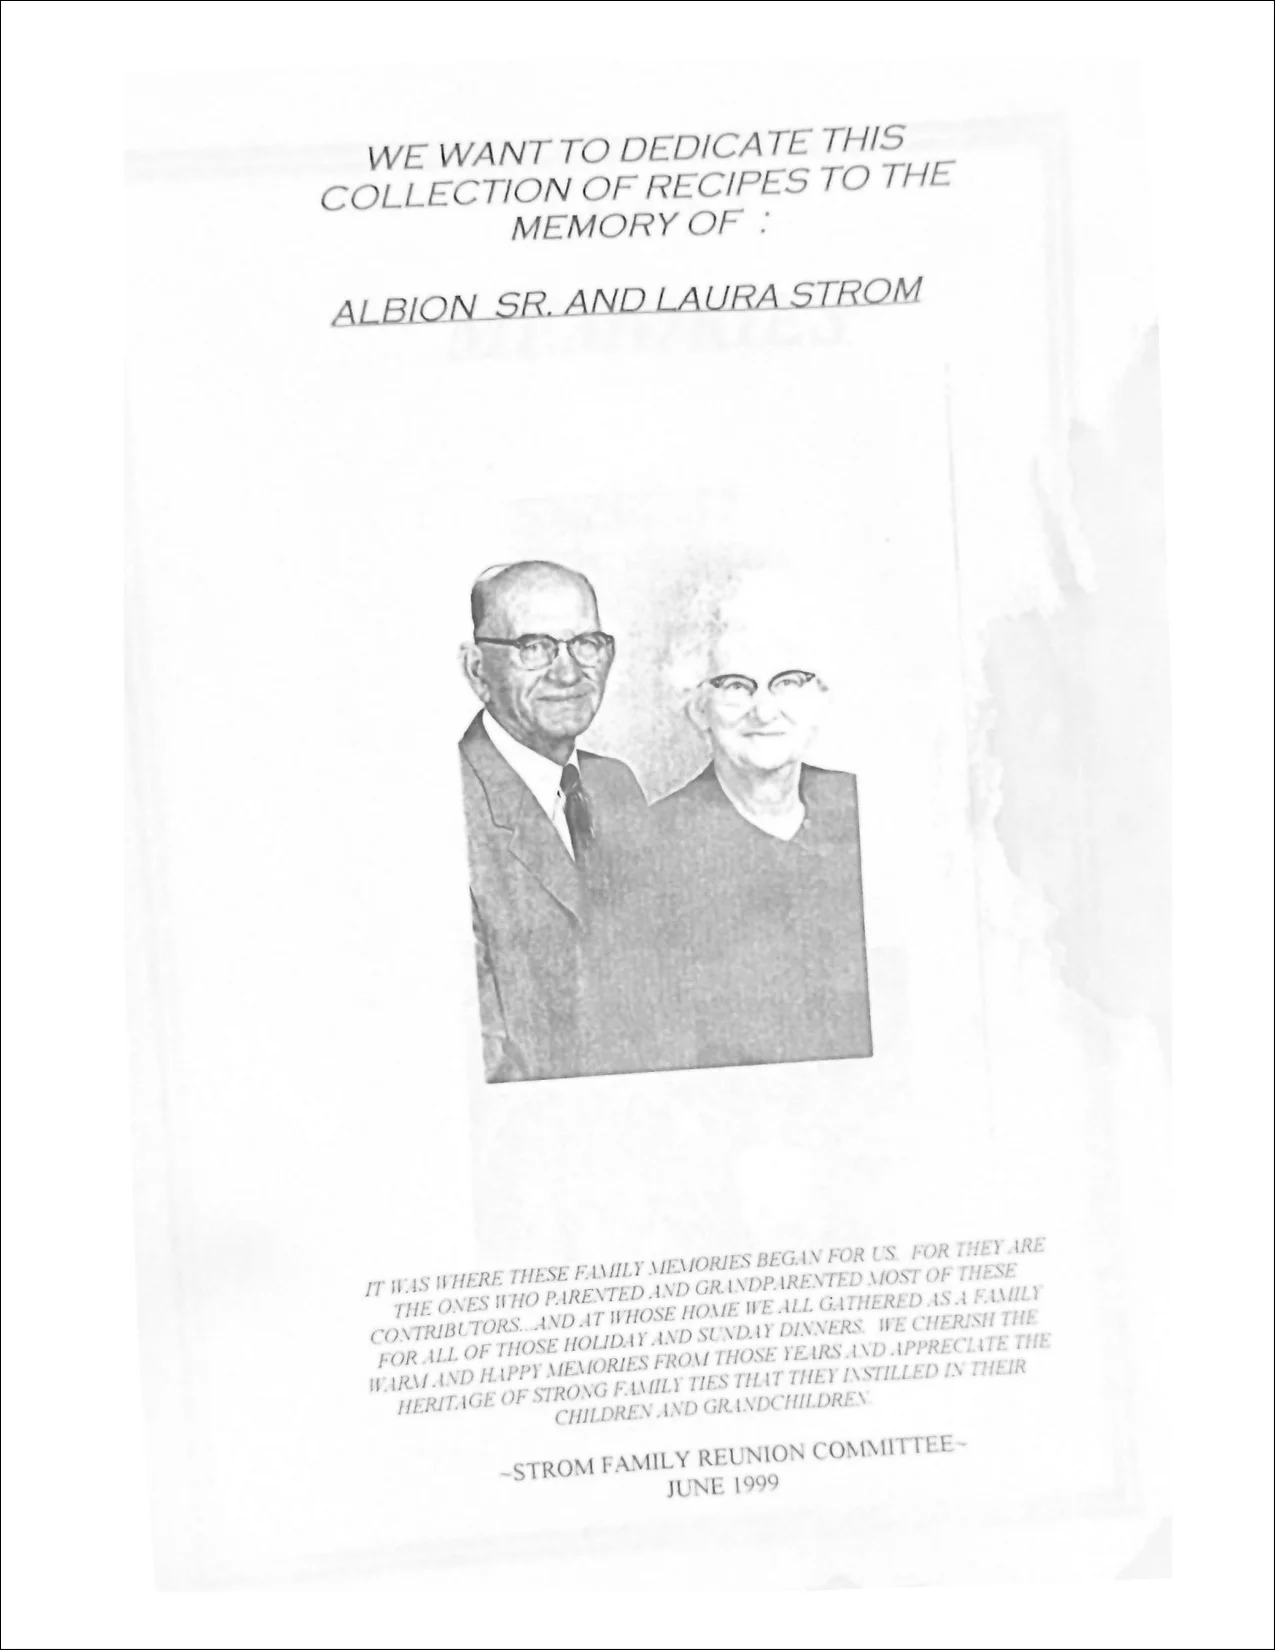 WE WANT TO DEDICATE THIS
COLLECTION OF RECIPES TO THE
MEMORY OF :
ALBION SR. AND LAURA STROM
IT WAS WHERE THESE FAMILY MEMORIES BEGAN FOR US. FOR THEY ARE
THE ONES WHO PARENTED AND GRANDPARENTED MOST OF THESE
CONTRIBUTORS...AND AT WHOSE HOME WE ALL GATHERED AS A FAMILY
FOR ALL OF THOSE HOLIDAY AND SUNDAY DINNERS. WE CHERISH THE
WARM AND HAPPY MEMORIES FROM THOSE YEARS AND APPRECIATE THE
HERITAGE OF STRONG FAMILY TIES THAT THEY INSTILLED IN THEIR
CHILDREN AND GRANDCHILDREN.
~STROM FAMILY REUNION COMMITTEE~
JUNE 1999